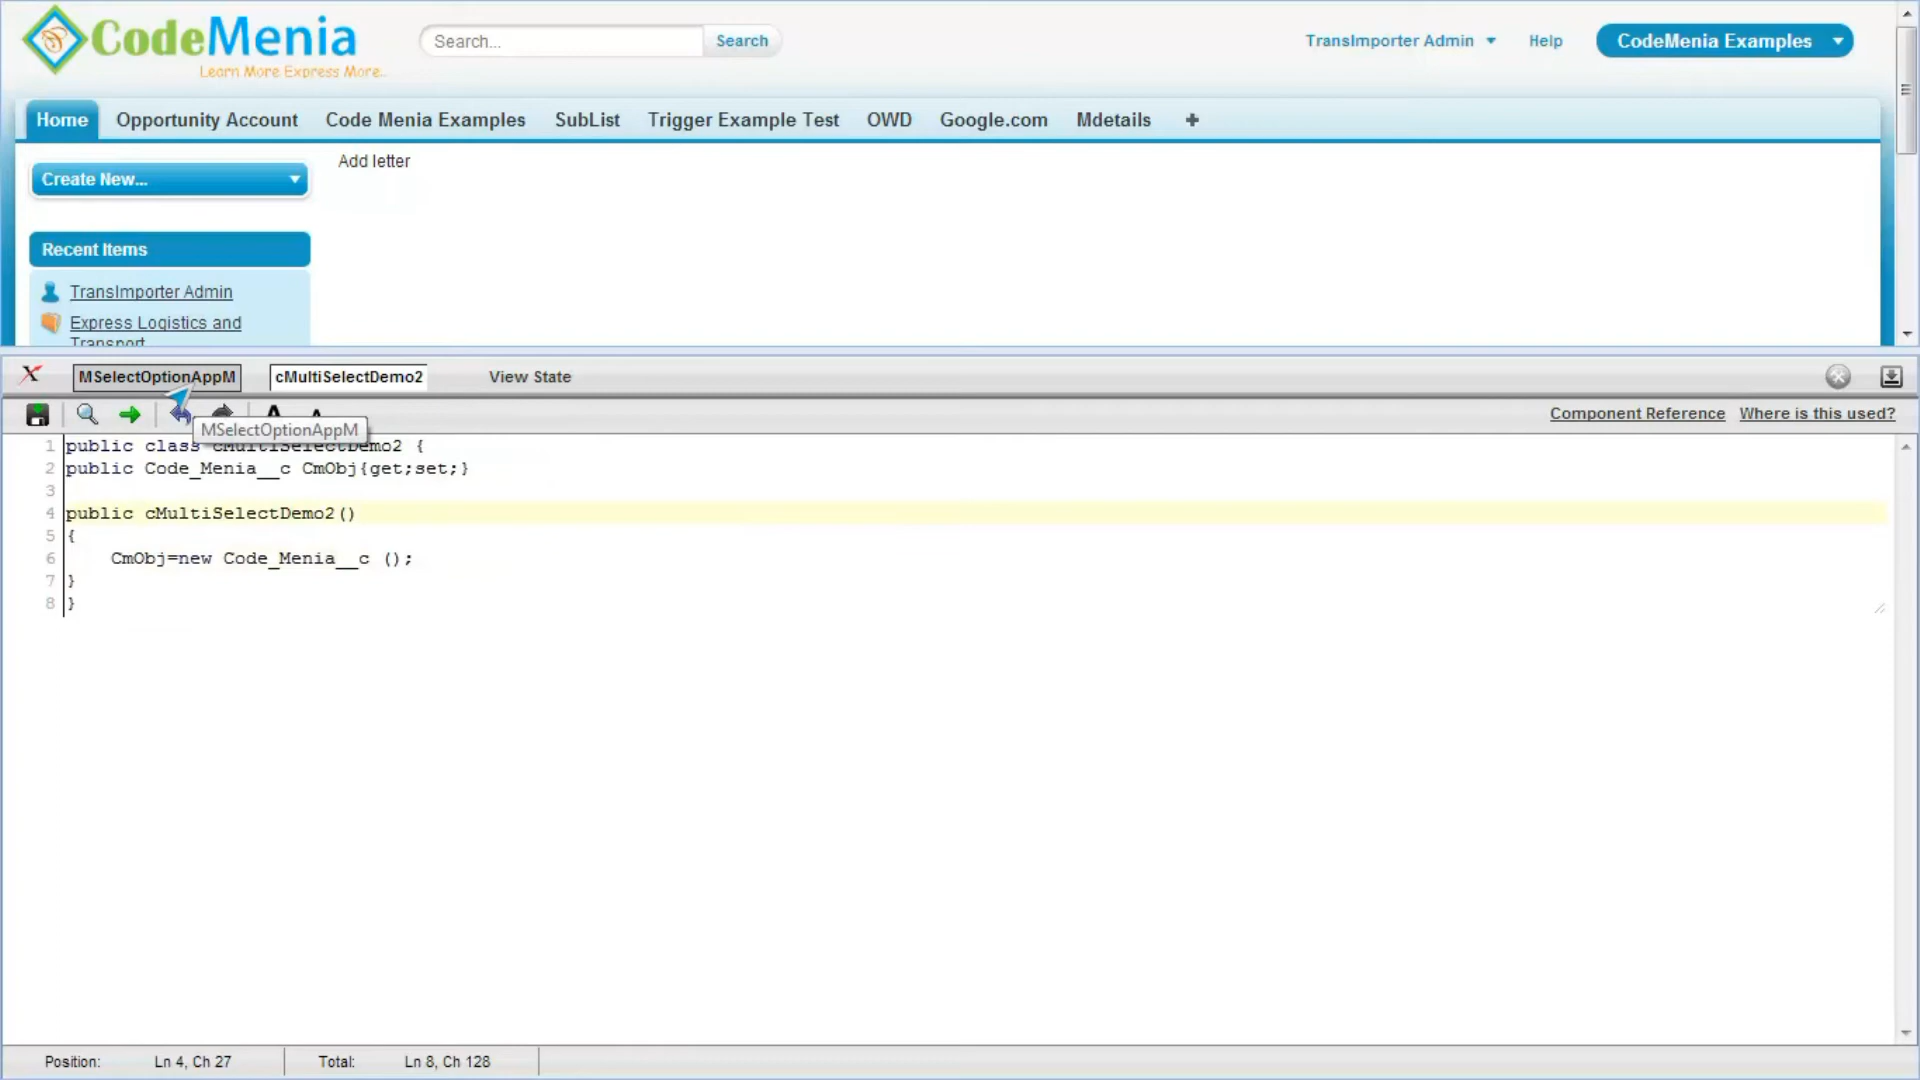 CodeMenia
Learn More Express More..
Search...
Search
TransImporter Admin
Help
CodeMenia Examples
Home
Opportunity Account
Code Menia Examples
SubList
Trigger Example Test
OWD
Google.com
Mdetails
+
Create New...
Add letter
Recent Items
TransImporter Admin
Express Logistics and
Transport
MSelectOptionAppM
cMultiSelectDemo2
View State
A
A
MSelectOptionAppM
Component Reference
Where is this used?
1 public class cMultiSelectDemo2 {
2 public Code_Menia__c CmObj{get;set;}
3
4 public cMultiSelectDemo2()
5 {
6 CmObj=new Code_Menia__c ();
7 }
8 }
Position: Ln 4, Ch 27 Total: Ln 8, Ch 128